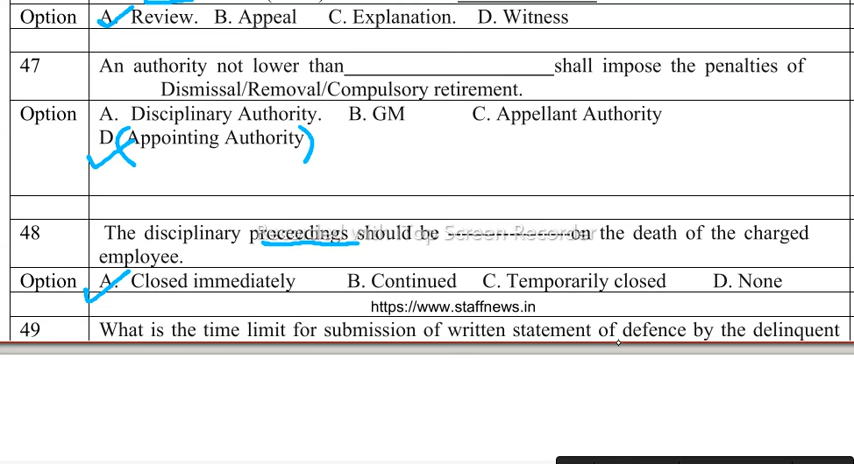 Option A. Review. B. Appeal C. Explanation. D. Witness
47 An authority not lower than____________________shall impose the penalties of
Dismissal/Removal/Compulsory retirement.
Option A. Disciplinary Authority. B. GM C. Appellant Authority
D. Appointing Authority
48 The disciplinary proceedings should be -----------------on the death of the charged
employee.
Option A. Closed immediately B. Continued C. Temporarily closed D. None
https://www.staffnews.in
49 What is the time limit for submission of written statement of defence by the delinquent